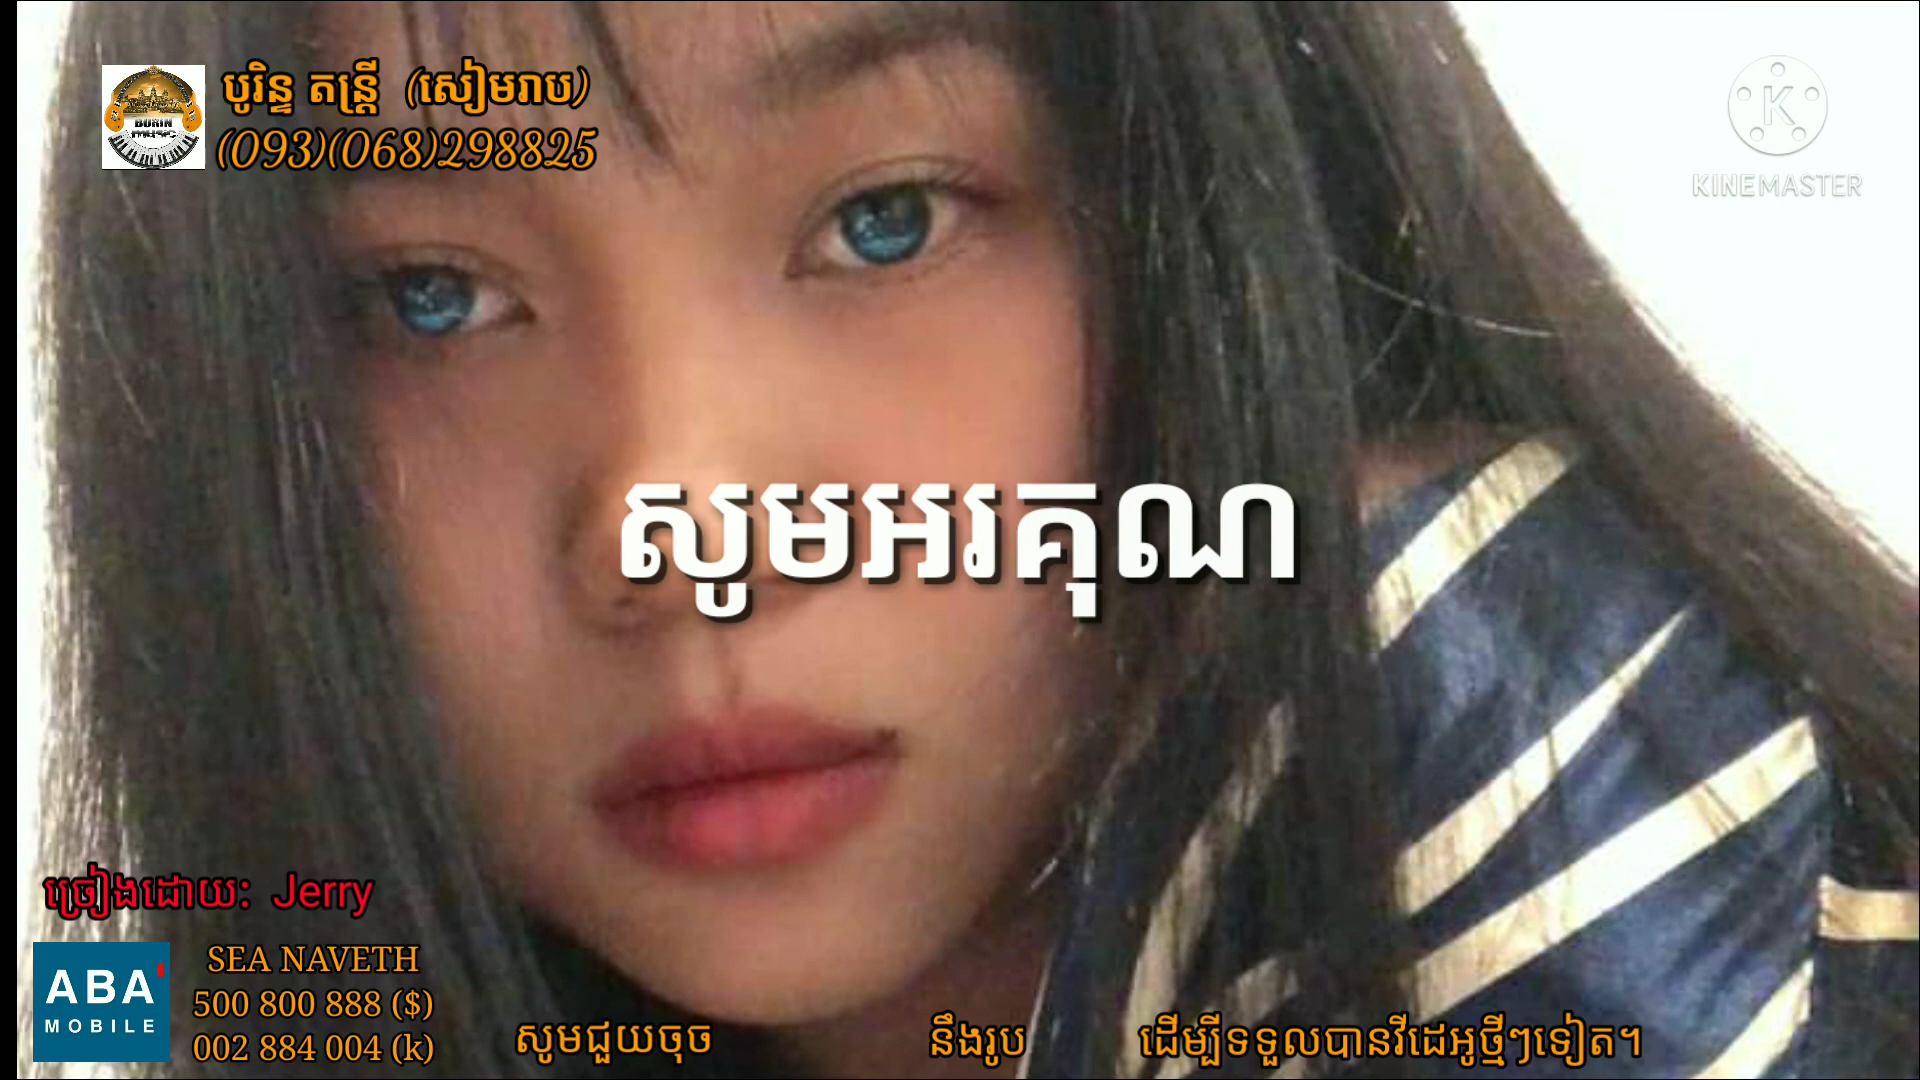 បូរិន្ទ តន្ត្រី (សៀមរាប)
(093)(068)298825
BORIN
MUSIC
K
KINEMASTER
សូមអរគុណ
ច្រៀងដោយ: Jerry
ABA'
MOBILE
SEA NAVETH
500 800 888 ($)
002 884 004 (k)
សូមជួយចុច នឹងរូប ដើម្បីទទួលបានវីដេអូថ្មីៗទៀត។